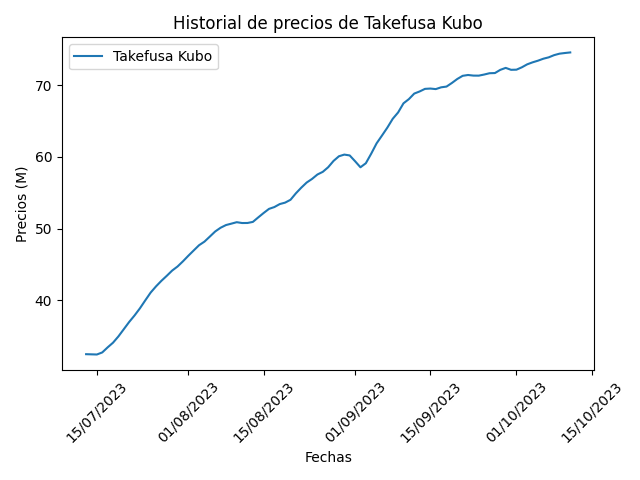 Historial de precios de Takefusa Kubo
Takefusa Kubo
Precios (M)
70
60
50
40
15/07/2023
01/08/2023
15/08/2023
01/09/2023
15/09/2023
01/10/2023
15/10/2023
Fechas